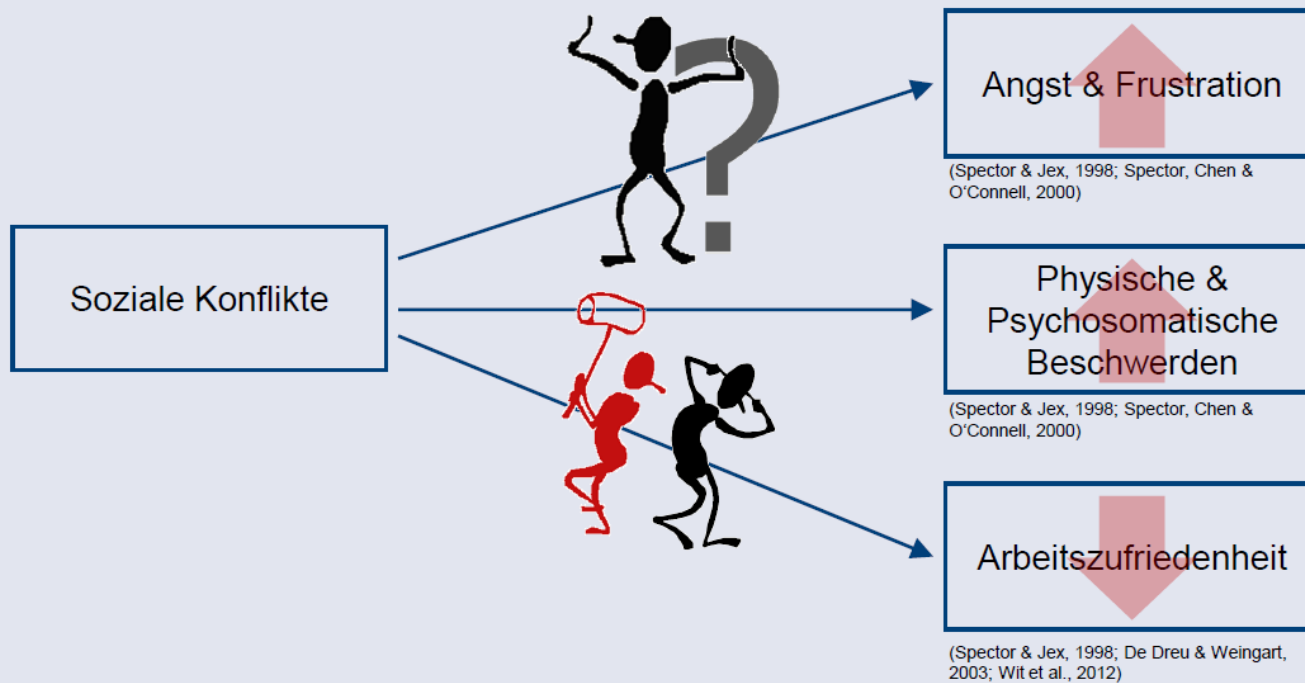 Angst & Frustration
(Spector & Jex, 1998; Spector, Chen &
O‘Connell, 2000)
Soziale Konflikte
Physische &
Psychosomatische
Beschwerden
(Spector & Jex, 1998; Spector, Chen &
O‘Connell, 2000)
Arbeitszufriedenheit
(Spector & Jex, 1998; De Dreu & Weingart,
2003; Wit et al., 2012)